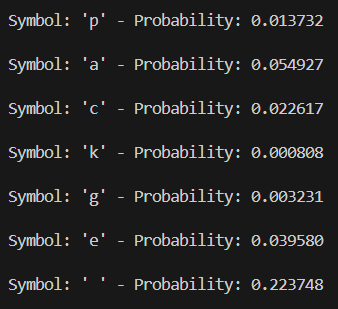 Symbol: 'p' - Probability: 0.013732
Symbol: 'a' - Probability: 0.054927
Symbol: 'c' - Probability: 0.022617
Symbol: 'k' - Probability: 0.000808
Symbol: 'g' - Probability: 0.003231
Symbol: 'e' - Probability: 0.039580
Symbol: ' ' - Probability: 0.223748